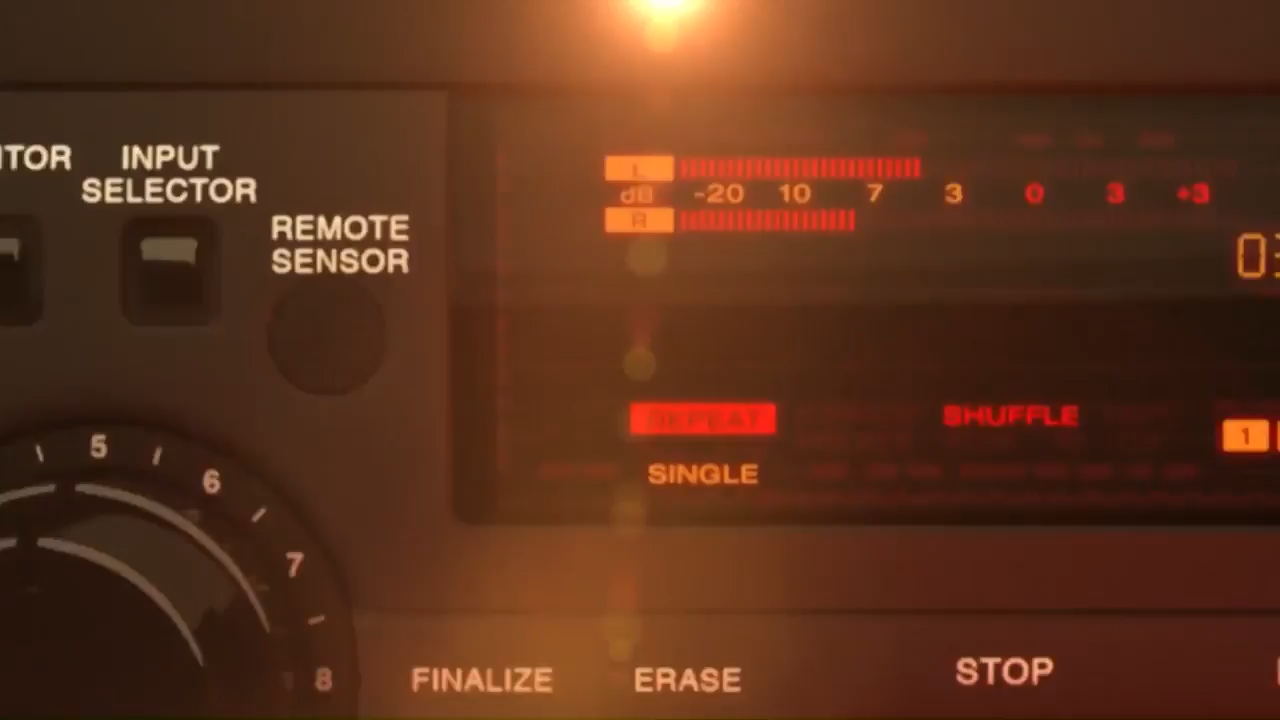 INPUT
SELECTOR
REMOTE
SENSOR
L
dB -20 10 7 3 0 3 +3
R
REPEAT
SHUFFLE
1
SINGLE
5
6
7
8
FINALIZE
ERASE
STOP